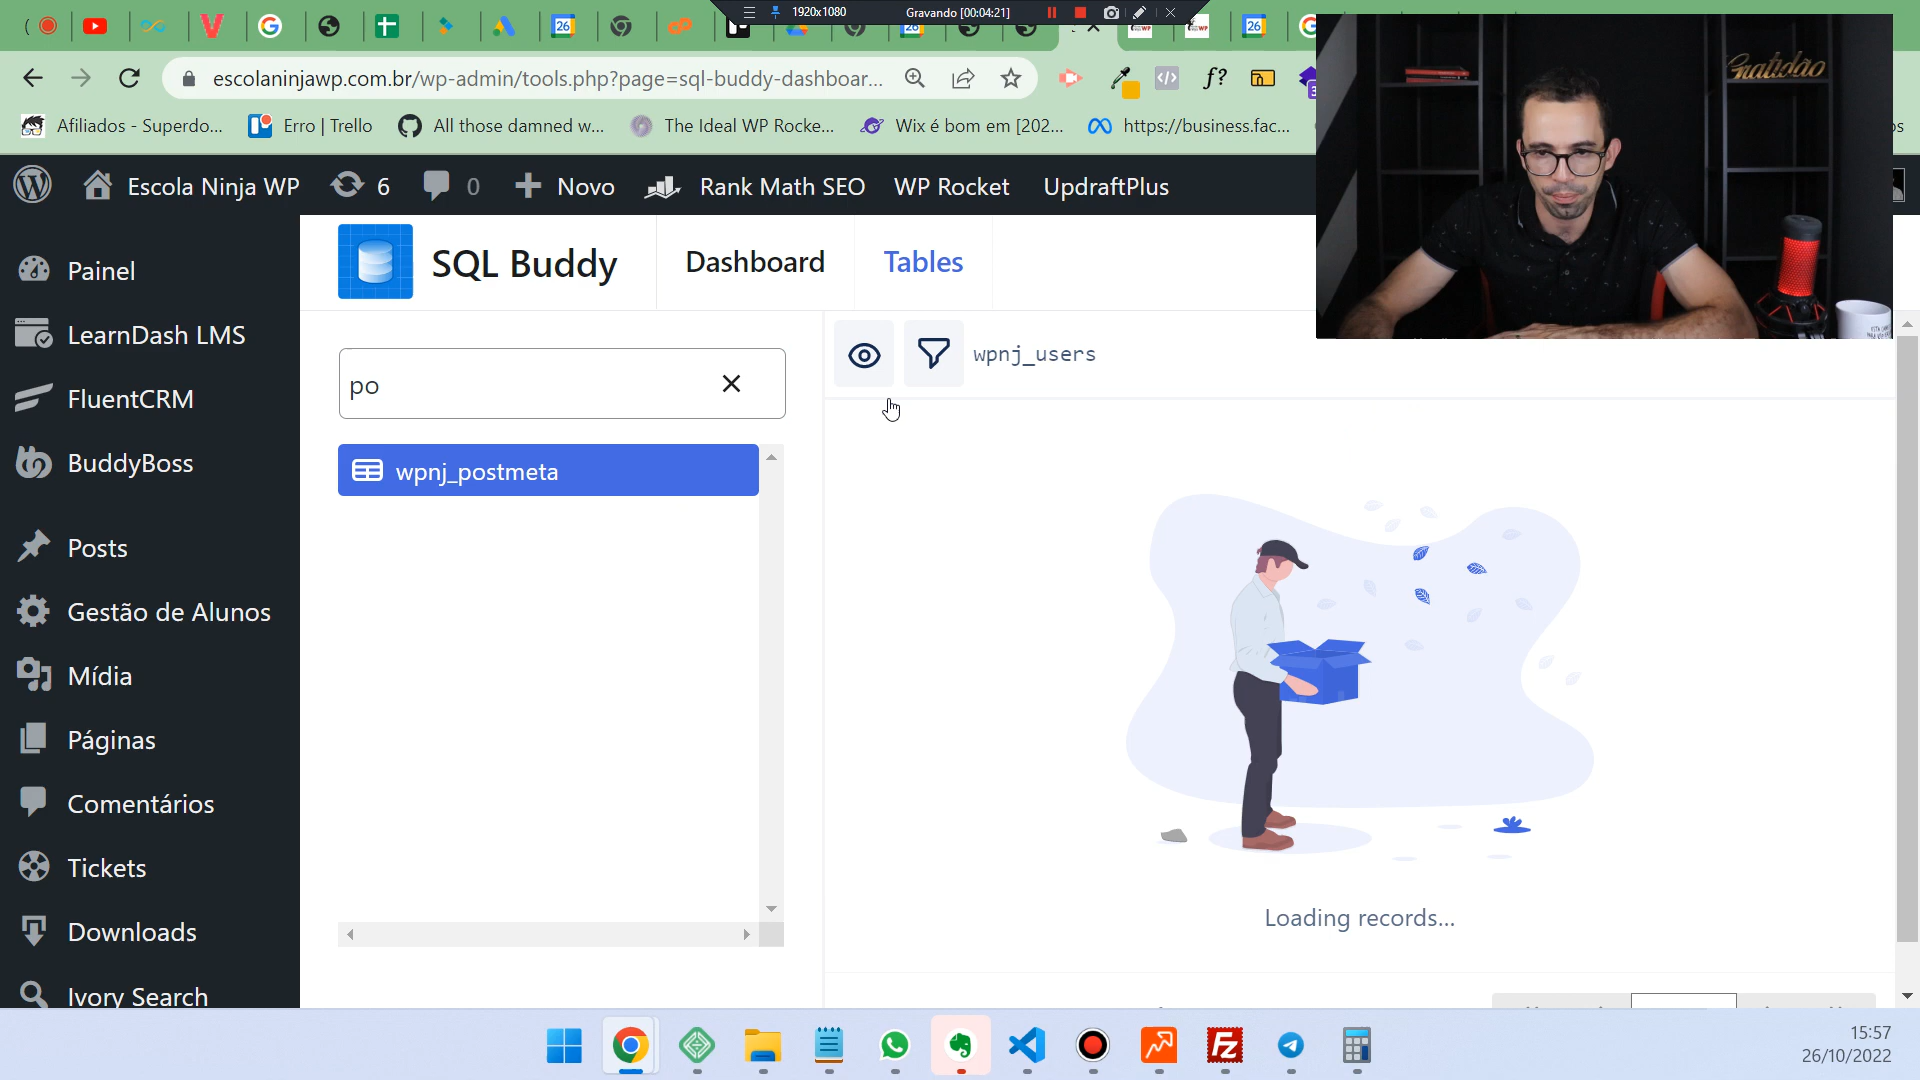 1920x1080
Gravando [00:04:21]
escolaninjawp.com.br/wp-admin/tools.php?page=sql-buddy-dashboar...
Afiliados - Superdo...
Erro | Trello
All those damned w...
The Ideal WP Rocke...
Wix é bom em [202...
https://business.fac...
Gratidão
Escola Ninja WP
6
0
Novo
Rank Math SEO
WP Rocket
UpdraftPlus
SQL Buddy
Dashboard
Tables
Painel
LearnDash LMS
FluentCRM
BuddyBoss
Posts
Gestão de Alunos
Mídia
Páginas
Comentários
Tickets
Downloads
Ivory Search
po
wpnj_postmeta
wpnj_users
Loading records...
15:57
26/10/2022